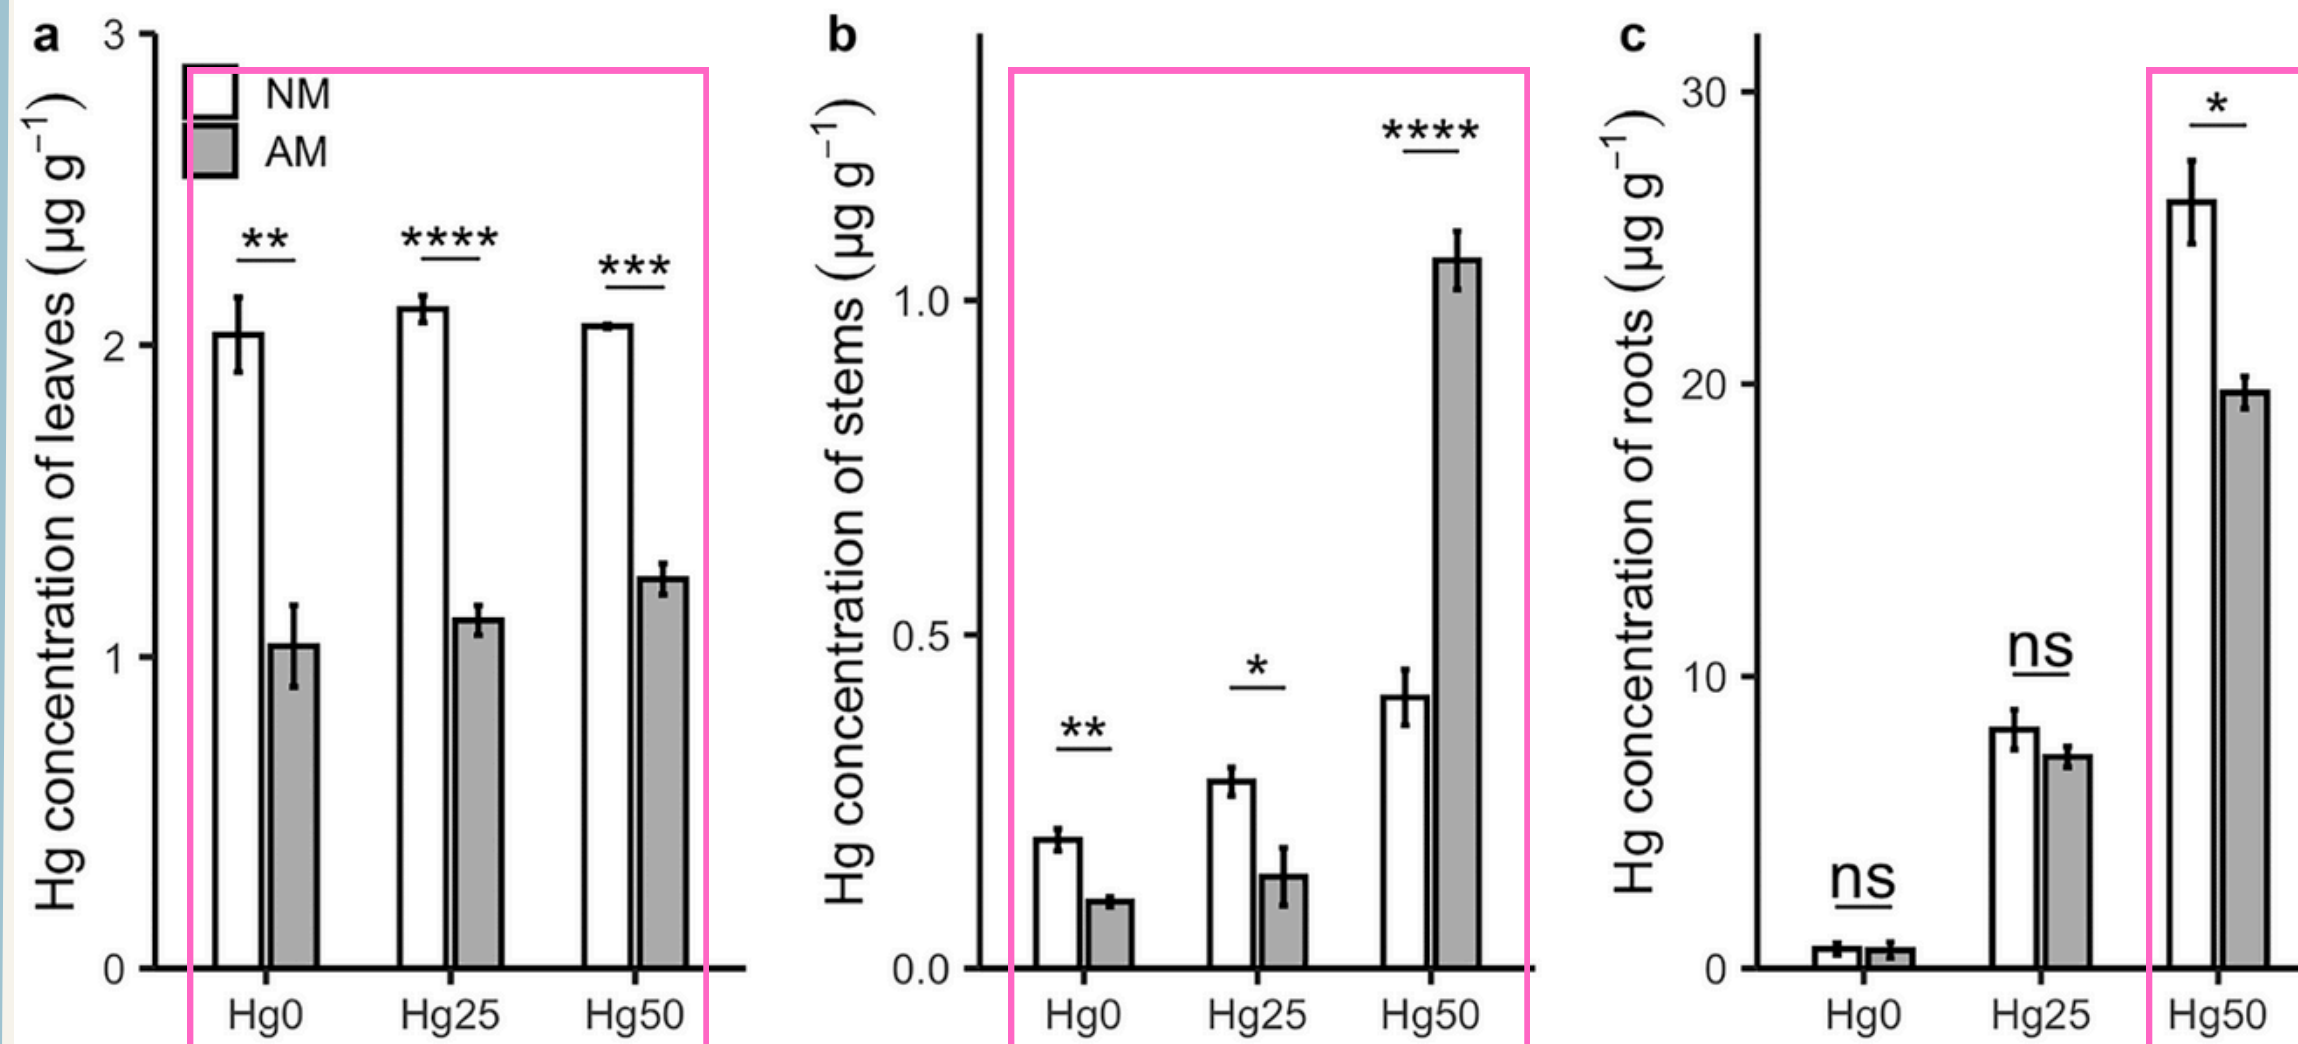 a
Hg concentration of leaves (µg g⁻¹)
3
2
1
0
NM
AM
**
****
***
Hg0
Hg25
Hg50
b
Hg concentration of stems (µg g⁻¹)
1.0
0.5
0.0
**
*
****
Hg0
Hg25
Hg50
c
Hg concentration of roots (µg g⁻¹)
30
20
10
0
ns
ns
*
Hg0
Hg25
Hg50